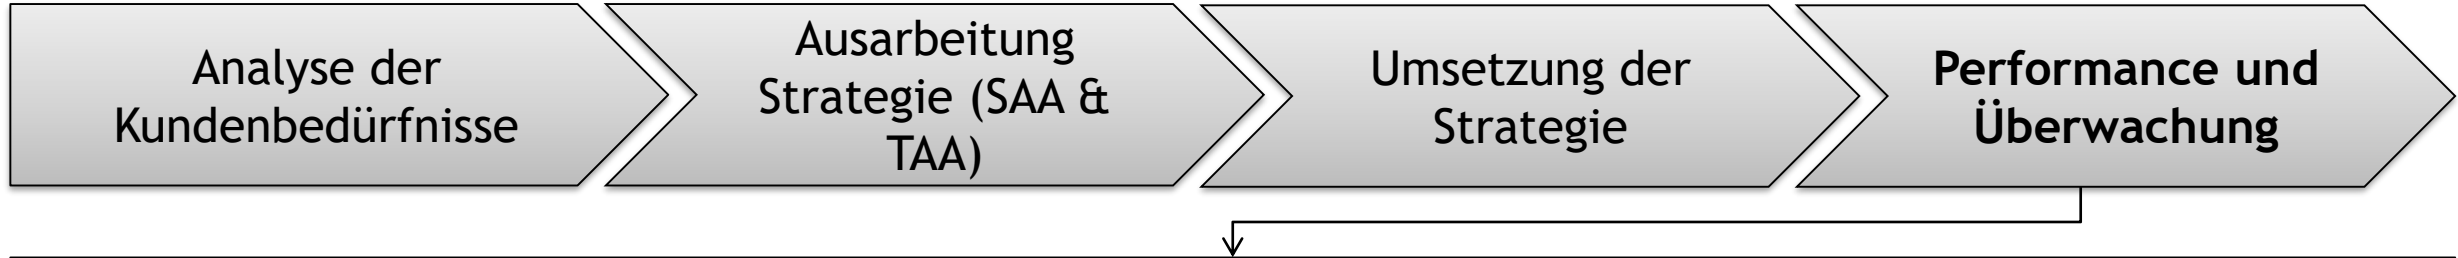 Analyse der
Kundenbedürfnisse
Ausarbeitung
Strategie (SAA &
TAA)
Umsetzung der
Strategie
Performance und
Überwachung